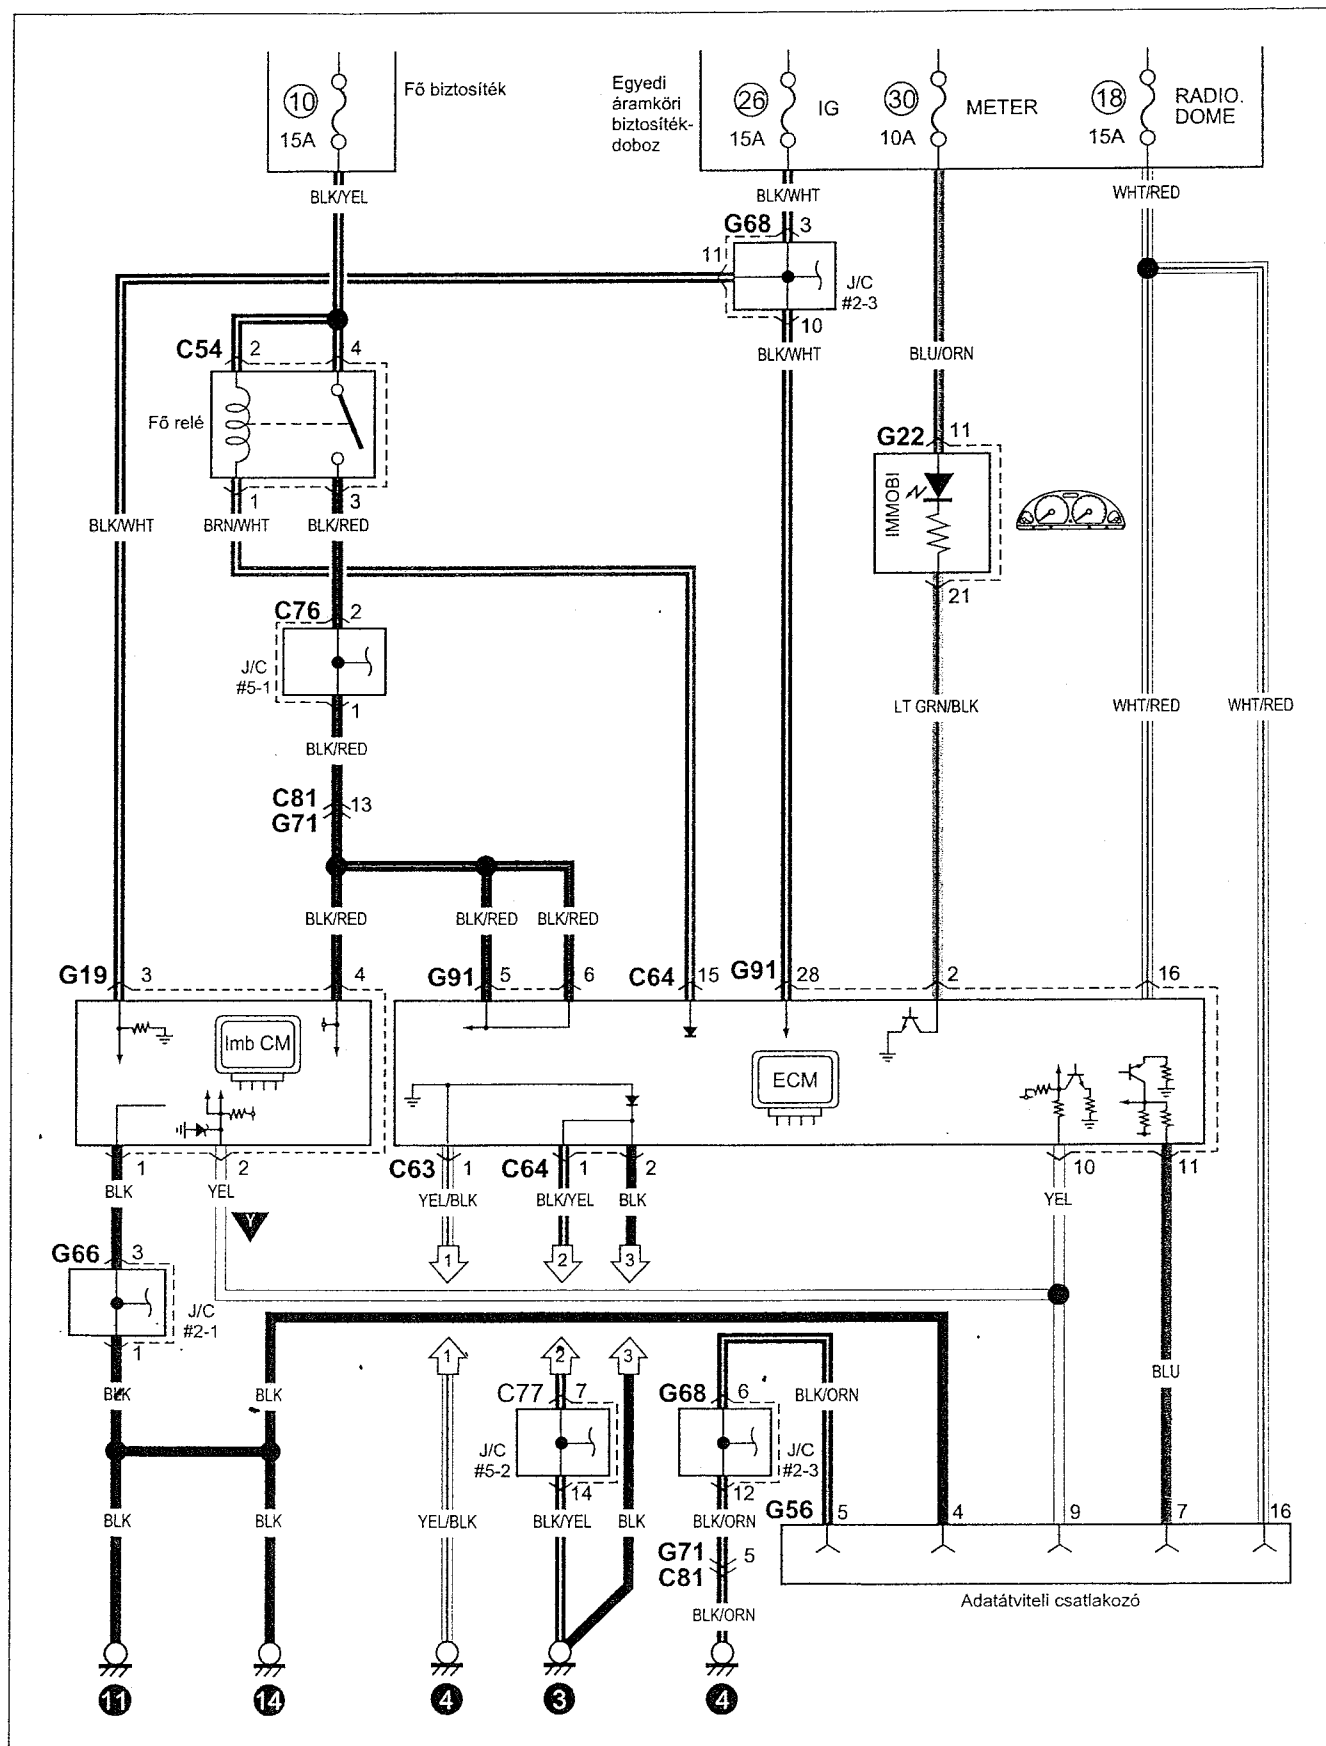 10
15A
Fő biztosíték
Egyedi
áramköri
biztosíték-
doboz
26
15A
IG
30
10A
METER
18
15A
RADIO.
DOME
BLK/YEL
BLK/WHT
WHT/RED
G68
3
11
J/C
#2-3
10
C54
2
4
BLK/WHT
BLU/ORN
Fő relé
G22
11
IMMOBI
1
3
BLK/WHT
BRN/WHT
BLK/RED
21
C76
2
J/C
#5-1
1
LT GRN/BLK
WHT/RED
WHT/RED
BLK/RED
C81
13
G71
BLK/RED
BLK/RED
BLK/RED
G19
3
4
G91
5
6
C64
15
G91
28
2
16
Imb CM
ECM
1
2
C63
1
C64
1
2
10
11
BLK
YEL
YEL/BLK
BLK/YEL
BLK
YEL
Y
G66
3
1
2
3
J/C
#2-1
1
1
2
3
BLK
BLK
C77
7
G68
6
BLK/ORN
BLU
J/C
#5-2
14
J/C
#2-3
12
BLK
BLK
YEL/BLK
BLK/YEL
BLK
BLK/ORN
G56
5
4
9
7
16
G71
5
C81
Adatátviteli csatlakozó
BLK/ORN
11
14
4
3
4